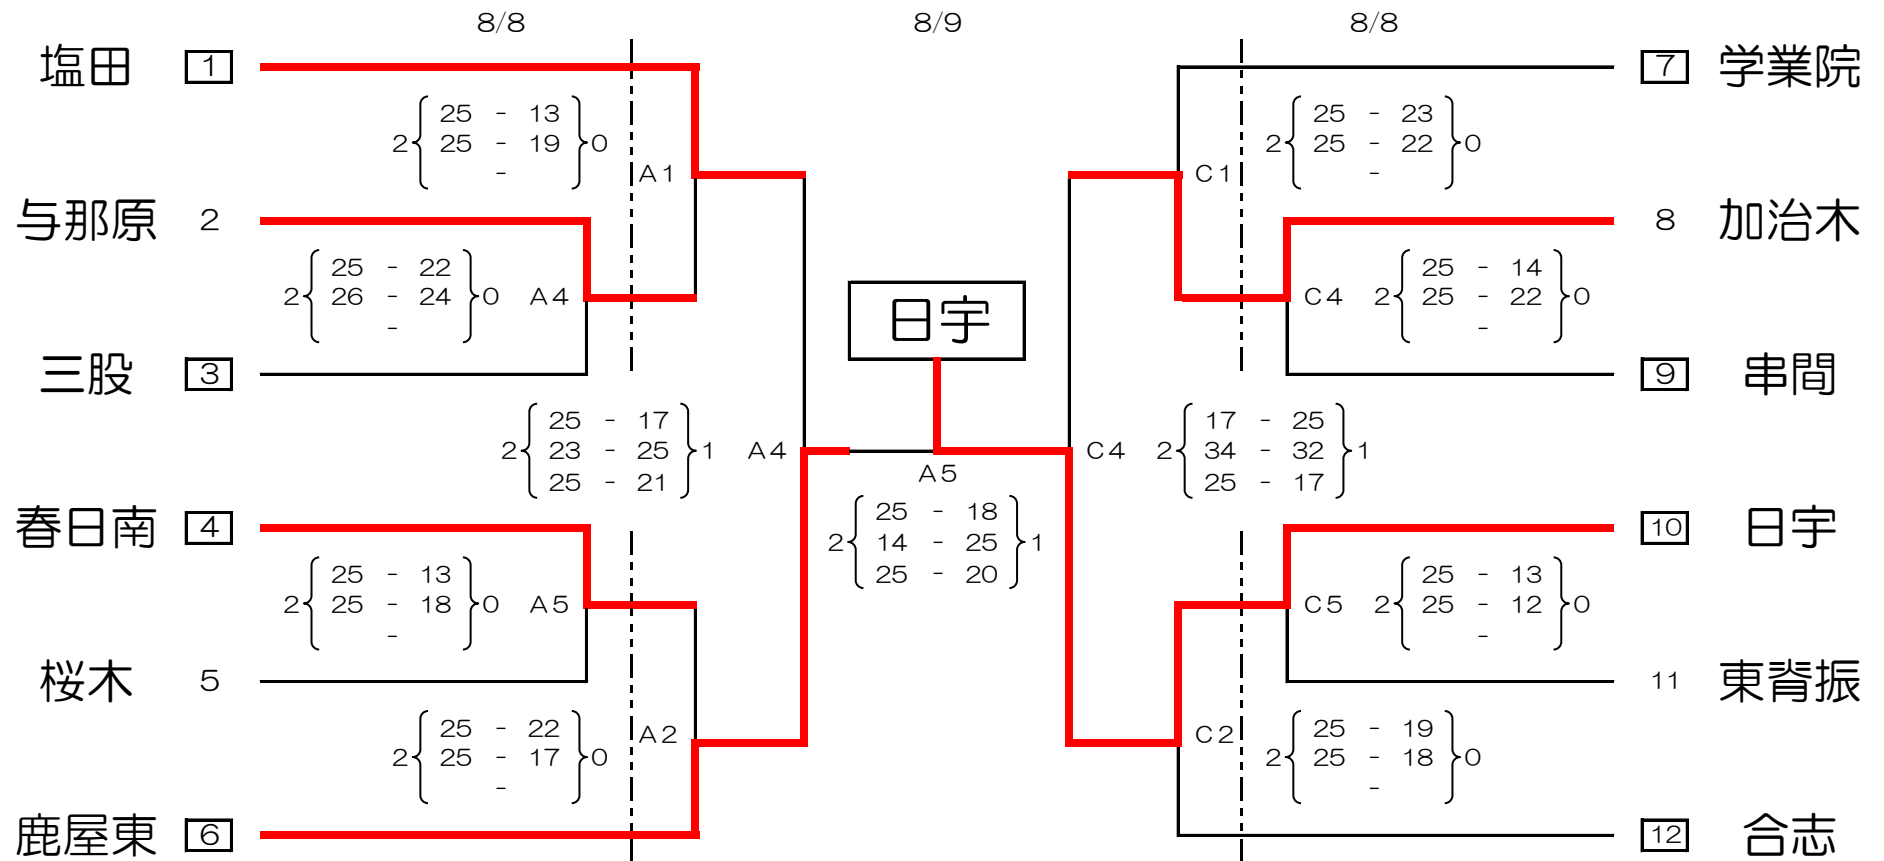 8/8 8/9 8/8
塩田 1 7 学業院
25 - 13 25 - 23
2 25 - 19 0 2 25 - 22 0
- A1 C1 -
与那原 2 8 加治木
25 - 22 25 - 14
2 26 - 24 0 A4 日宇 C4 2 25 - 22 0
- -
三股 3 9 串間
25 - 17 17 - 25
2 23 - 25 1 A4 C4 2 34 - 32 1
25 - 21 A5 25 - 17
春日南 4 25 - 18 10 日宇
2 14 - 25 1
25 - 13 25 - 20 25 - 13
2 25 - 18 0 A5 C5 2 25 - 12 0
- -
桜木 5 11 東脊振
25 - 22 A2 C2 25 - 19
2 25 - 17 0 2 25 - 18 0
- -
鹿屋東 6 12 合志